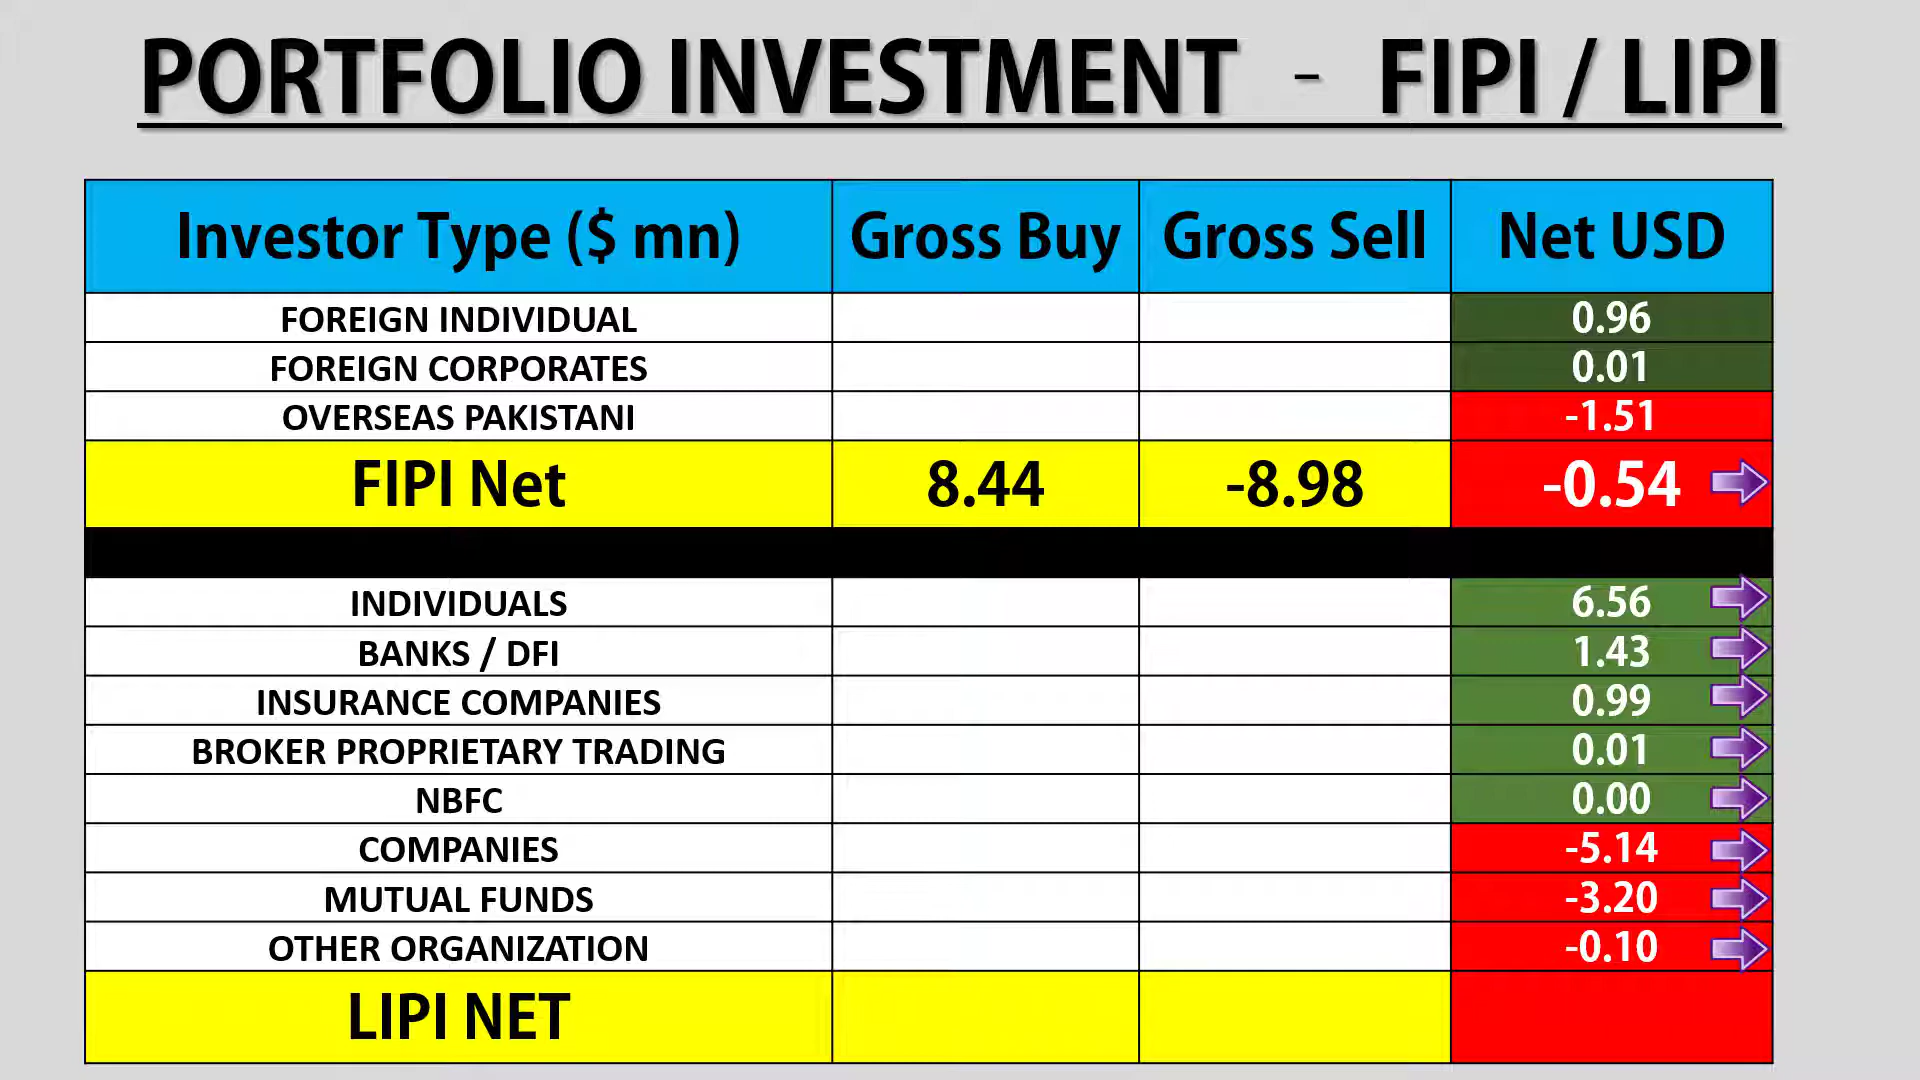 PORTFOLIO INVESTMENT - FIPI / LIPI
Investor Type ($ mn) Gross Buy Gross Sell Net USD
FOREIGN INDIVIDUAL 0.96
FOREIGN CORPORATES 0.01
OVERSEAS PAKISTANI -1.51
FIPI Net 8.44 -8.98 -0.54
INDIVIDUALS 6.56
BANKS / DFI 1.43
INSURANCE COMPANIES 0.99
BROKER PROPRIETARY TRADING 0.01
NBFC 0.00
COMPANIES -5.14
MUTUAL FUNDS -3.20
OTHER ORGANIZATION -0.10
LIPI NET